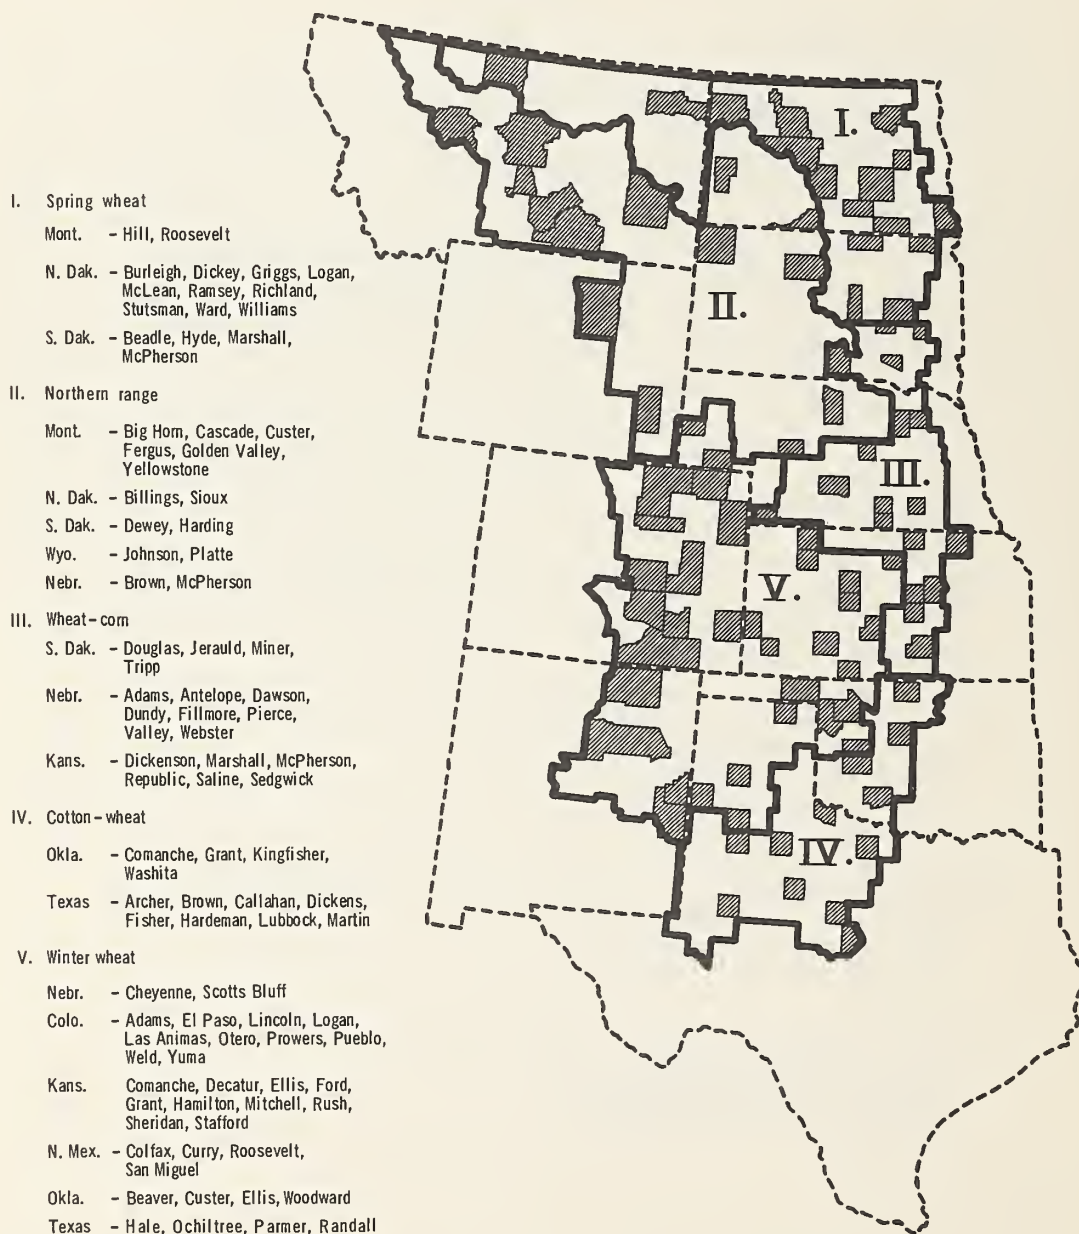 I. Spring wheat
Mont. - Hill, Roosevelt
N. Dak. - Burleigh, Dickey, Griggs, Logan,
McLean, Ramsey, Richland,
Stutsman, Ward, Williams
S. Dak. - Beadle, Hyde, Marshall,
McPherson
II. Northern range
Mont. - Big Horn, Cascade, Custer,
Fergus, Golden Valley,
Yellowstone
N. Dak. - Billings, Sioux
S. Dak. - Dewey, Harding
Wyo. - Johnson, Platte
Nebr. - Brown, McPherson
III. Wheat-corn
S. Dak. - Douglas, Jerauld, Miner,
Tripp
Nebr. - Adams, Antelope, Dawson,
Dundy, Fillmore, Pierce,
Valley, Webster
Kans. - Dickenson, Marshall, McPherson,
Republic, Saline, Sedgwick
IV. Cotton-wheat
Okla. - Comanche, Grant, Kingfisher,
Washita
Texas - Archer, Brown, Callahan, Dickens,
Fisher, Hardeman, Lubbock, Martin
V. Winter wheat
Nebr. - Cheyenne, Scotts Bluff
Colo. - Adams, El Paso, Lincoln, Logan,
Las Animas, Otero, Prowers, Pueblo,
Weld, Yuma
Kans. Comanche, Decatur, Ellis, Ford,
Grant, Hamilton, Mitchell, Rush,
Sheridan, Stafford
N. Mex. - Colfax, Curry, Roosevelt,
San Miguel
Okla. - Beaver, Custer, Ellis, Woodward
Texas - Hale, Ochiltree, Parmer, Randall
I.
II.
III.
V.
IV.